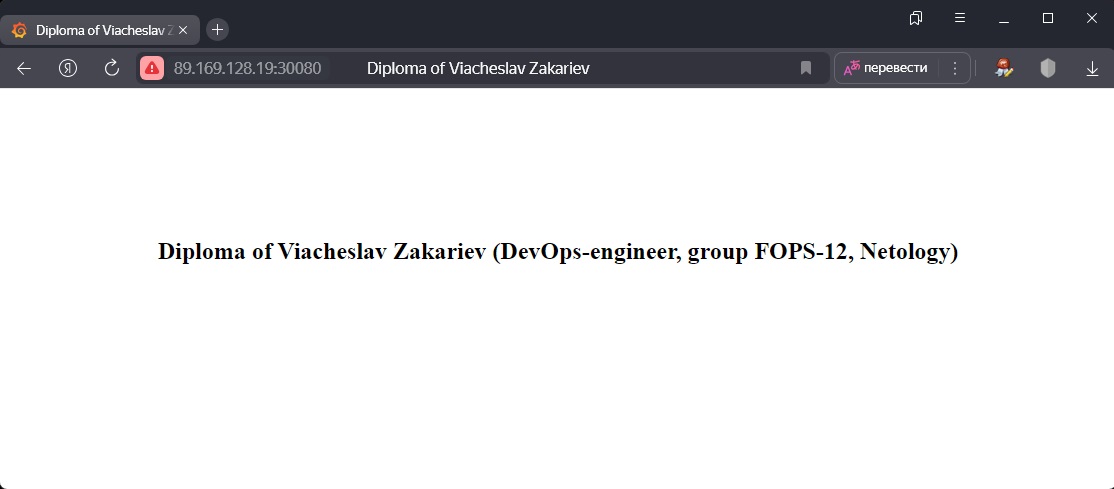 Diploma of Viacheslav Z
89.169.128.19:30080
Diploma of Viacheslav Zakariev
перевести
Diploma of Viacheslav Zakariev (DevOps-engineer, group FOPS-12, Netology)